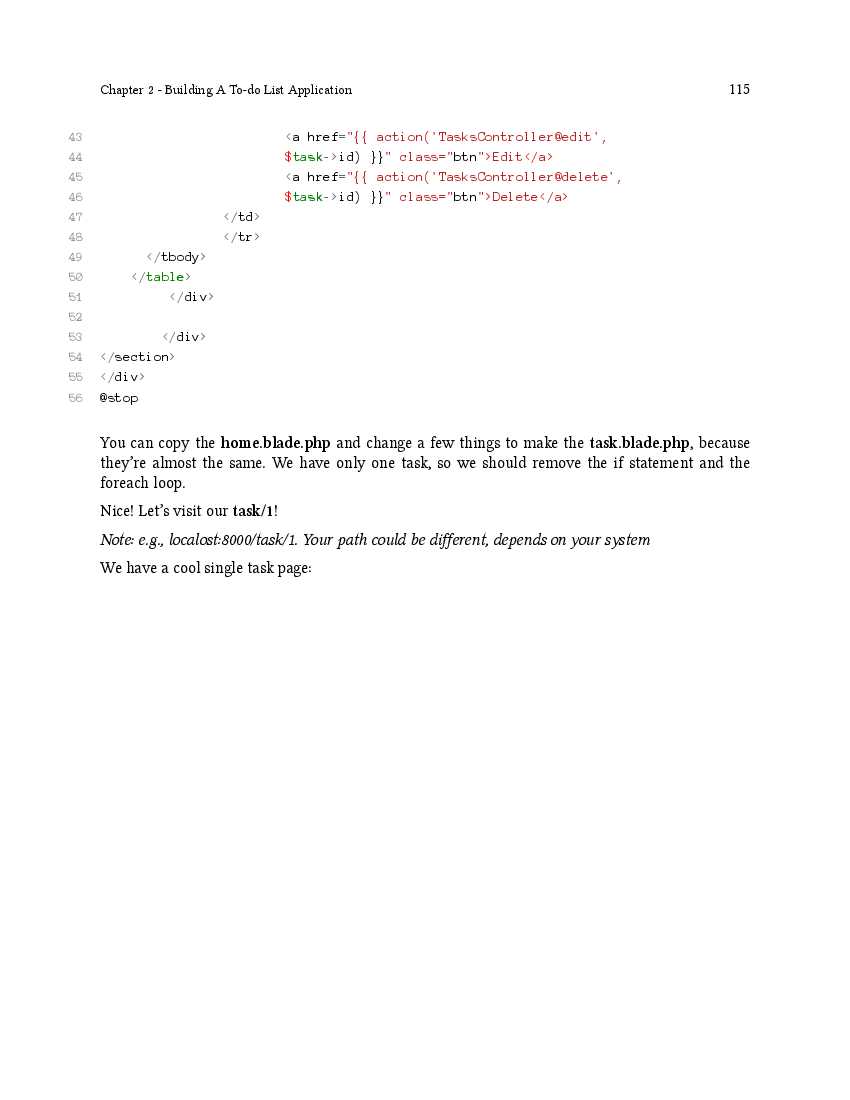 Chapter 2 - Building A To-do List Application 115
43 <a href="{{ action('TasksController@edit',
44 $task->id) }}" class="btn">Edit</a>
45 <a href="{{ action('TasksController@delete',
46 $task->id) }}" class="btn">Delete</a>
47 </td>
48 </tr>
49 </tbody>
50 </table>
51 </div>
52
53 </div>
54 </section>
55 </div>
56 @stop
You can copy the home.blade.php and change a few things to make the task.blade.php, because
they're almost the same. We have only one task, so we should remove the if statement and the
foreach loop.
Nice! Let's visit our task/1!
Note: e.g., localost:8000/task/1. Your path could be different, depends on your system
We have a cool single task page: